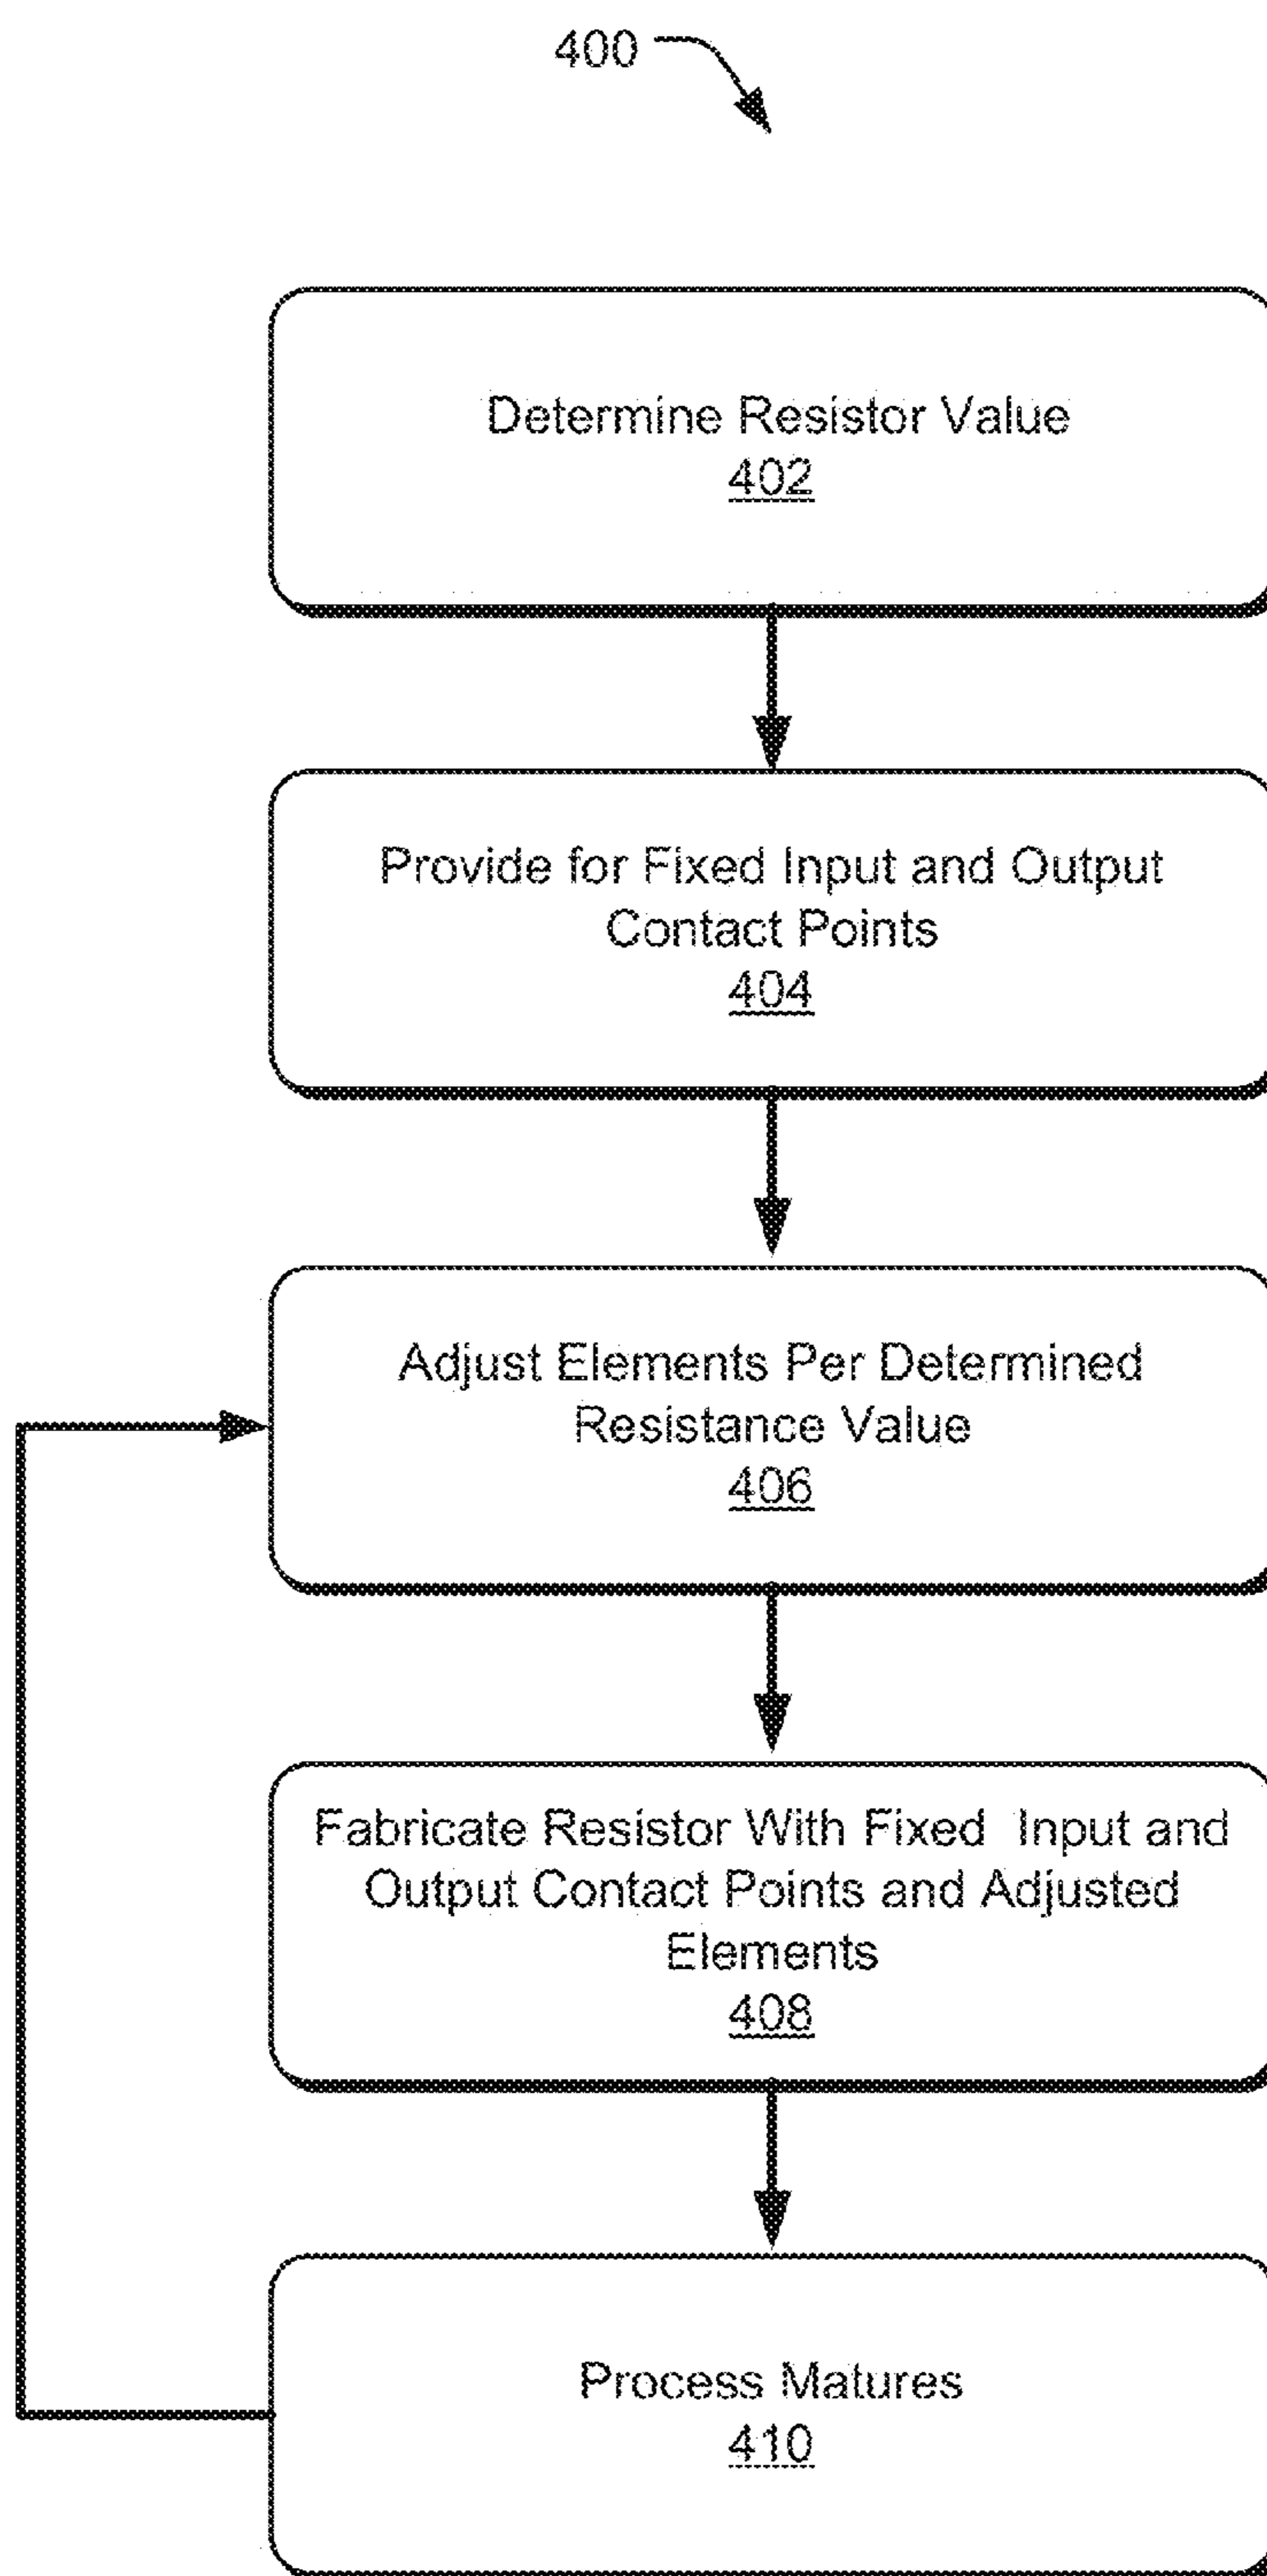 400
Determine Resistor Value
402
Provide for Fixed Input and Output
Contact Points
404
Adjust Elements Per Determined
Resistance Value
406
Fabricate Resistor With Fixed Input and
Output Contact Points and Adjusted
Elements
408
Process Matures
410